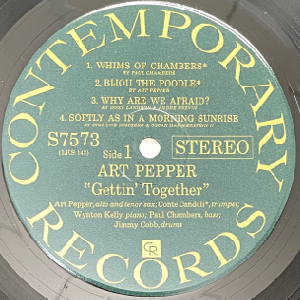 CONTEMPORARY
1. WHIMS OF CHAMBERS*
BY PAUL CHAMBERS
2. BIJOU THE POODLE*
BY ART PEPPER
3. WHY ARE WE AFRAID?
4. SOFTLY AS IN A MORNING SUNRISE
S7573
(LKS 147)
Side 1
STEREO
ART PEPPER
"Gettin' Together"
Art Pepper, alto and tenor sax; Conte Candoli*, trumpet;
Wynton Kelly piano; Paul Chambers, bass;
Jimmy Cobb, drums
CR
RECORDS